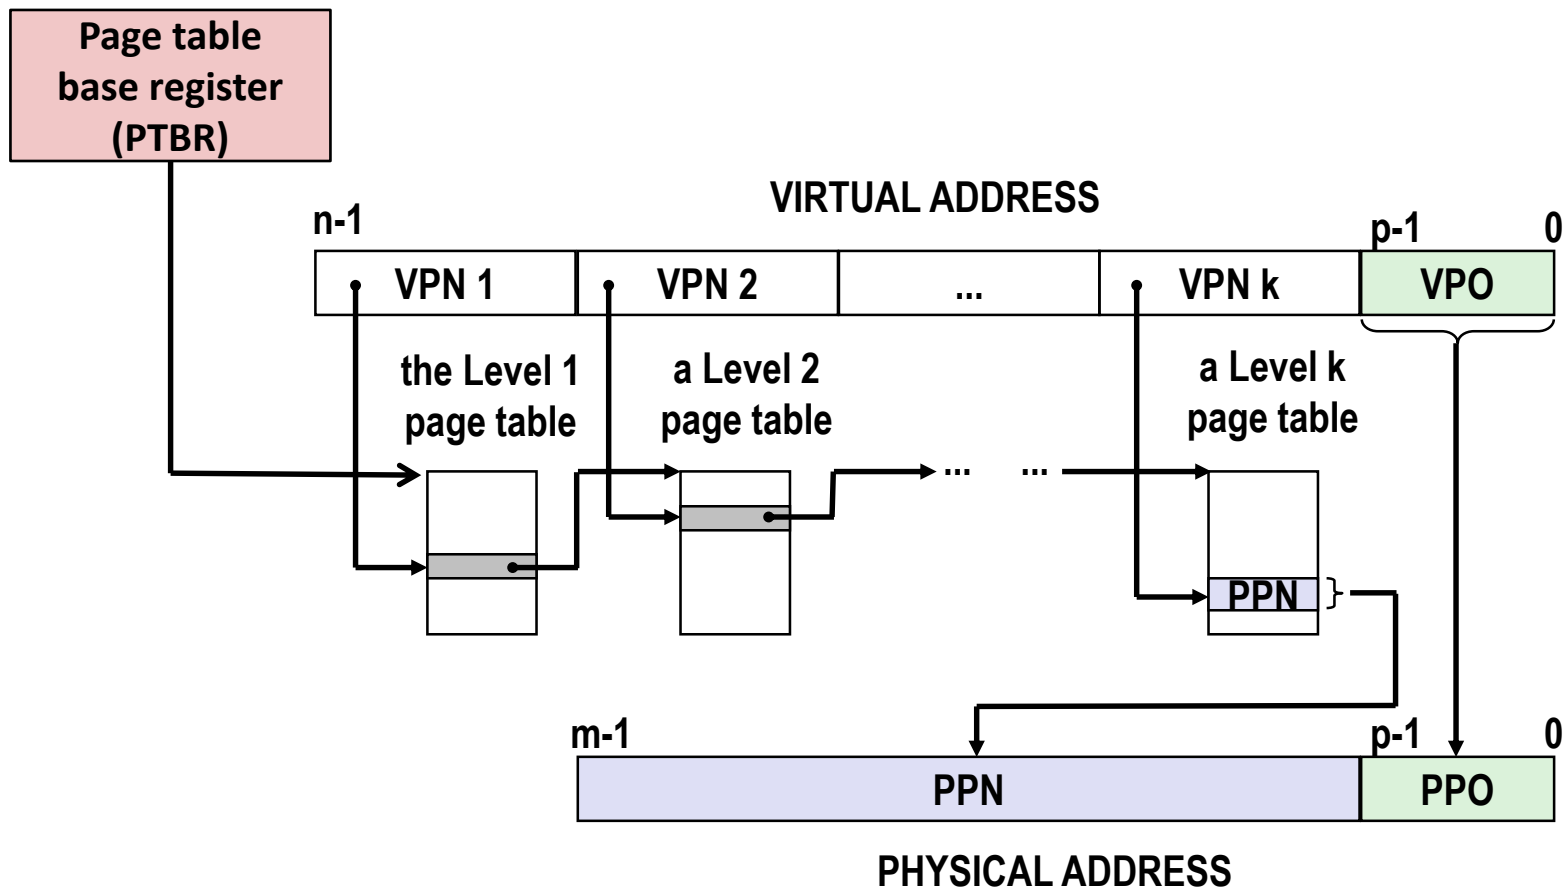 Page table
base register
(PTBR)
VIRTUAL ADDRESS
n-1
p-1
0
VPN 1
VPN 2
...
VPN k
VPO
the Level 1
page table
a Level 2
page table
a Level k
page table
...
...
PPN
m-1
p-1
0
PPN
PPO
PHYSICAL ADDRESS